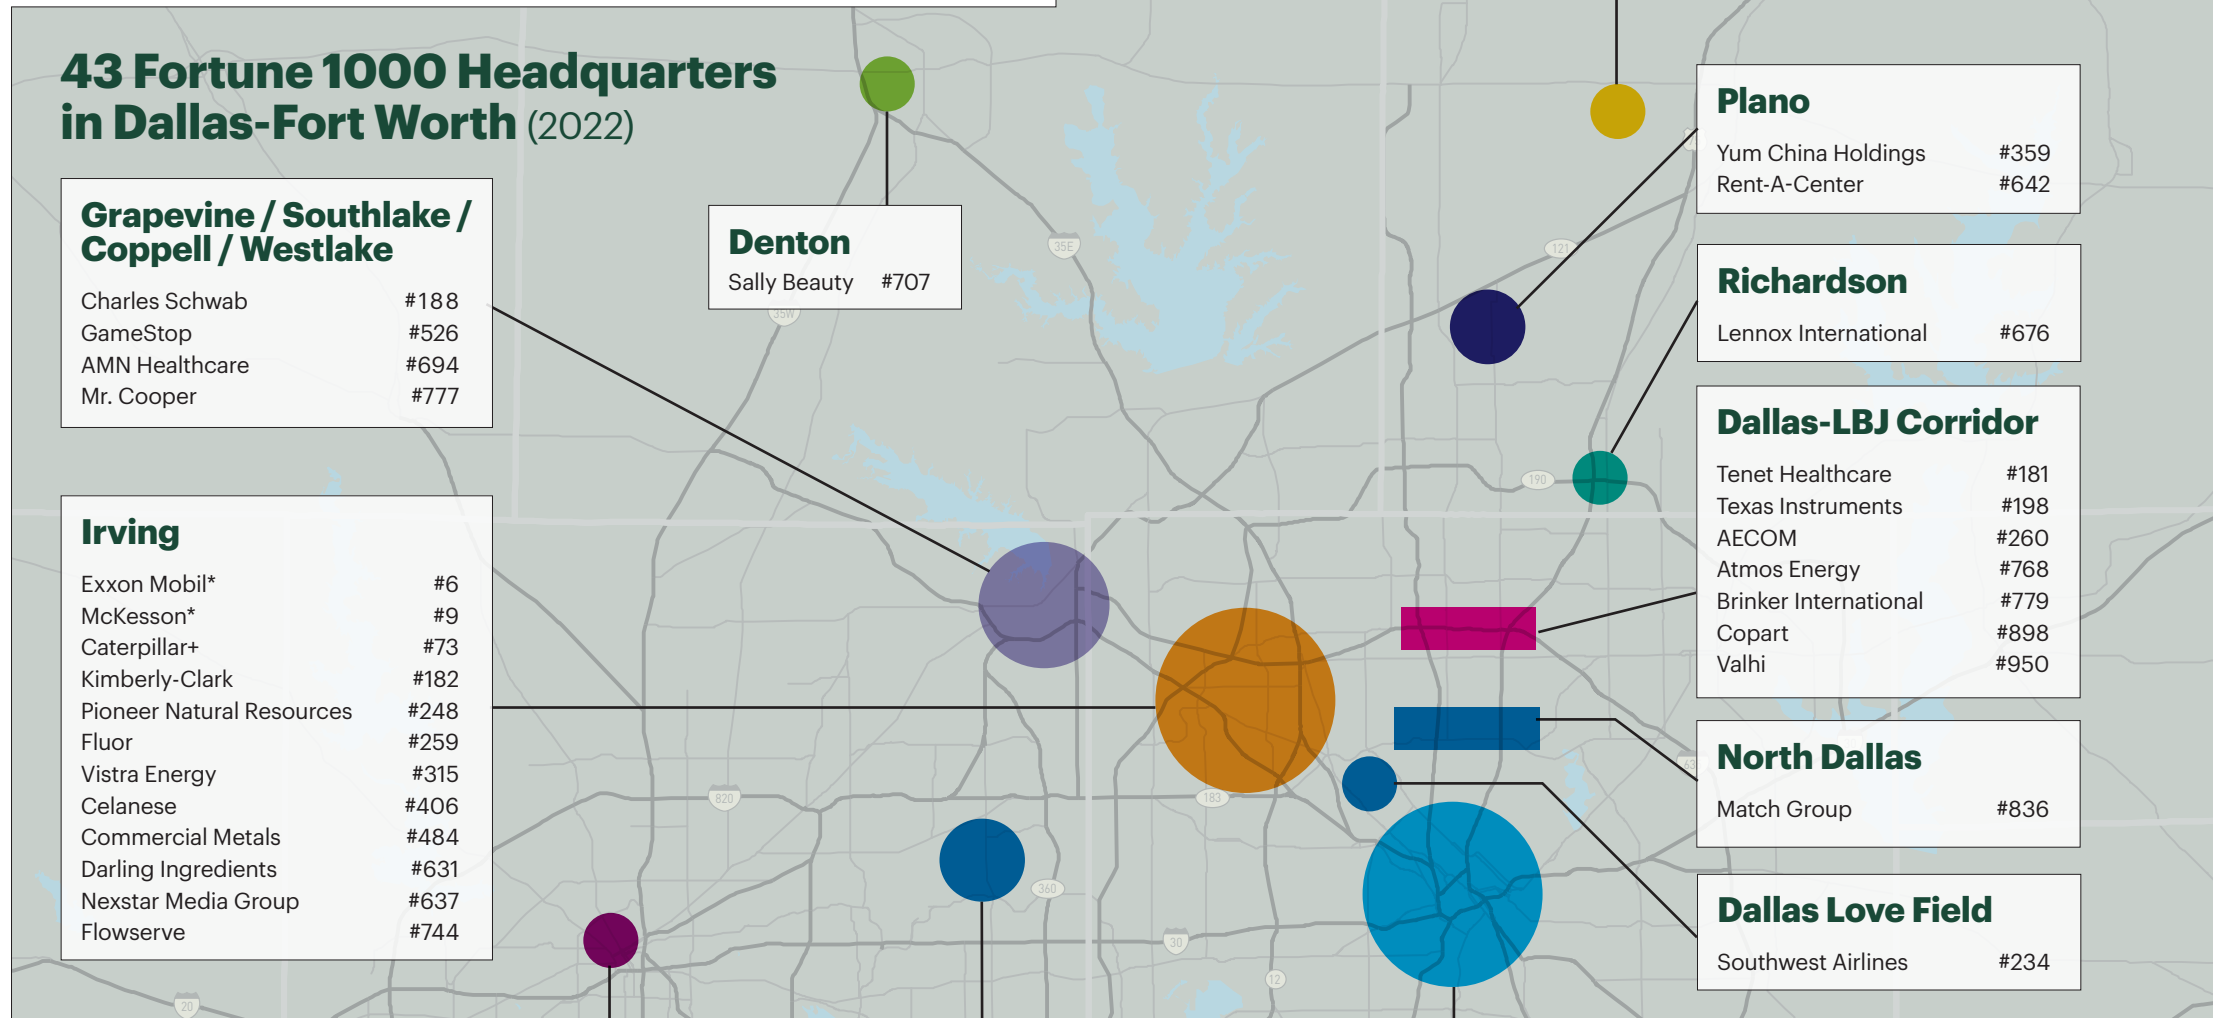 43 Fortune 1000 Headquarters
in Dallas-Fort Worth (2022)
Grapevine / Southlake /
Coppell / Westlake
Charles Schwab #188
GameStop #526
AMN Healthcare #694
Mr. Cooper #777
Irving
Exxon Mobil* #6
McKesson* #9
Caterpillar+ #73
Kimberly-Clark #182
Pioneer Natural Resources #248
Fluor #259
Vistra Energy #315
Celanese #406
Commercial Metals #484
Darling Ingredients #631
Nexstar Media Group #637
Flowserve #744
Denton
Sally Beauty #707
Plano
Yum China Holdings #359
Rent-A-Center #642
Richardson
Lennox International #676
Dallas-LBJ Corridor
Tenet Healthcare #181
Texas Instruments #198
AECOM #260
Atmos Energy #768
Brinker International #779
Copart #898
Valhi #950
North Dallas
Match Group #836
Dallas Love Field
Southwest Airlines #234
35E
35W
121
190
820
183
360
30
12
20